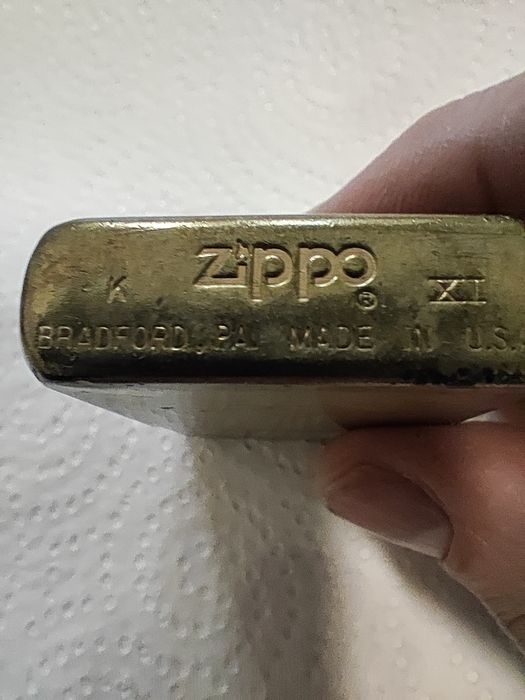 K Zippo ® XI
BRADFORD, PA. MADE IN U.S.A